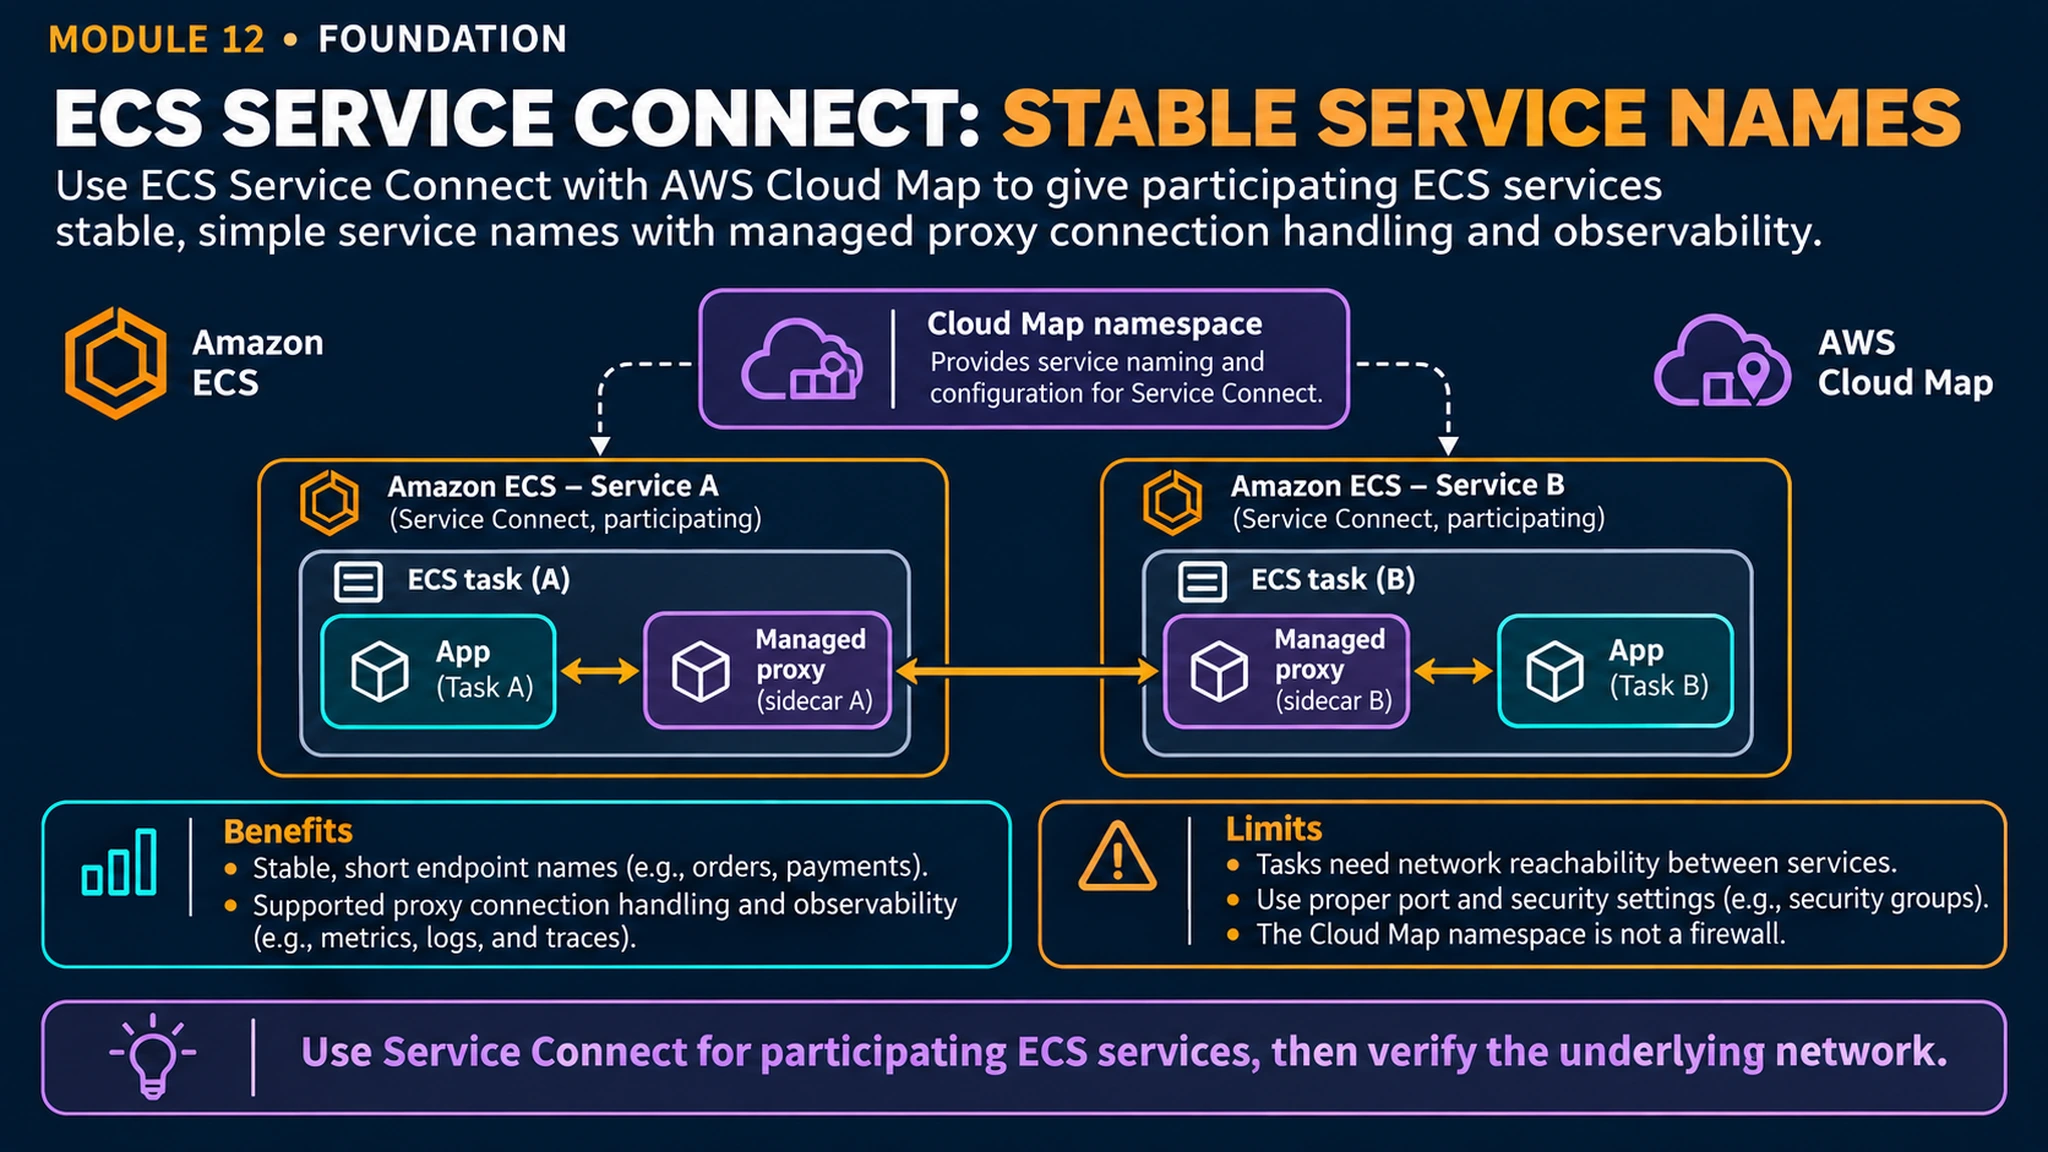 MODULE 12 • FOUNDATION
ECS SERVICE CONNECT: STABLE SERVICE NAMES
Use ECS Service Connect with AWS Cloud Map to give participating ECS services
stable, simple service names with managed proxy connection handling and observability.
Amazon
ECS
Cloud Map namespace
Provides service naming and
configuration for Service Connect.
AWS
Cloud Map
Amazon ECS – Service A
(Service Connect, participating)
ECS task (A)
App
(Task A)
Managed
proxy
(sidecar A)
Amazon ECS – Service B
(Service Connect, participating)
ECS task (B)
Managed
proxy
(sidecar B)
App
(Task B)
Benefits
• Stable, short endpoint names (e.g., orders, payments).
• Supported proxy connection handling and observability
(e.g., metrics, logs, and traces).
Limits
• Tasks need network reachability between services.
• Use proper port and security settings (e.g., security groups).
• The Cloud Map namespace is not a firewall.
Use Service Connect for participating ECS services, then verify the underlying network.